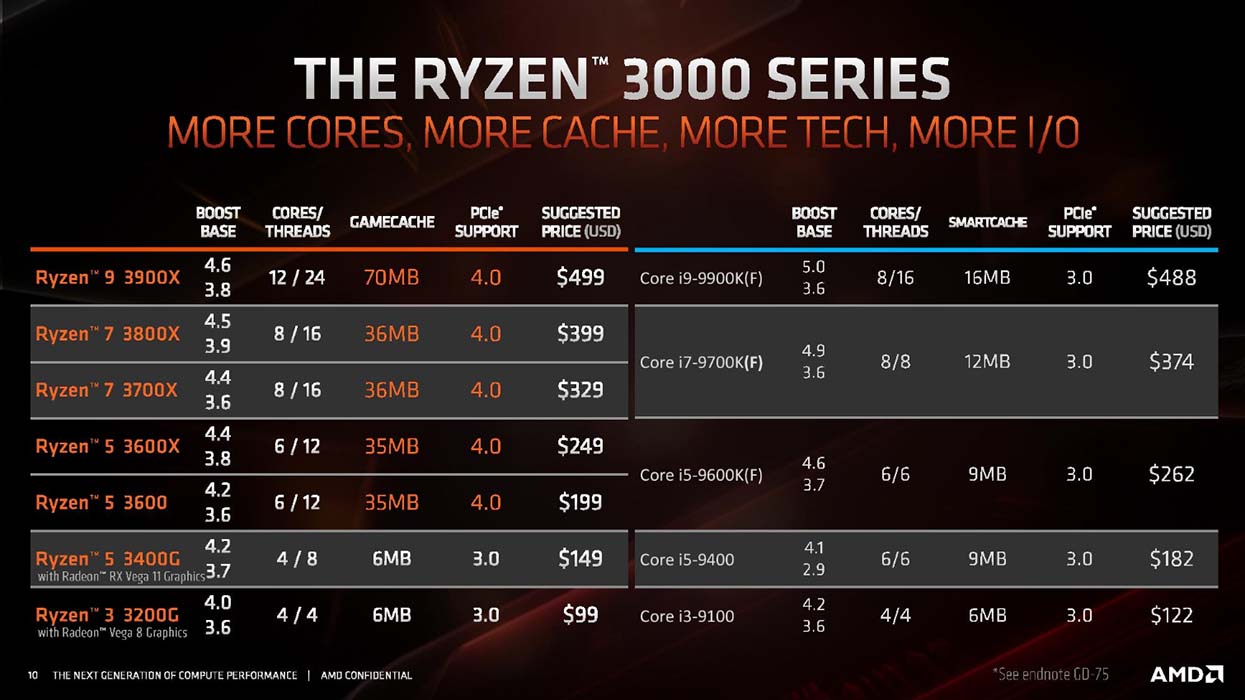 THE RYZEN™ 3000 SERIES
MORE CORES, MORE CACHE, MORE TECH, MORE I/O
BOOST BASE CORES/ THREADS GAMECACHE PCIe* SUPPORT SUGGESTED PRICE (USD)
Ryzen™ 9 3900X 4.6 3.8 12 / 24 70MB 4.0 $499
Ryzen™ 7 3800X 4.5 3.9 8 / 16 36MB 4.0 $399
Ryzen™ 7 3700X 4.4 3.6 8 / 16 36MB 4.0 $329
Ryzen™ 5 3600X 4.4 3.8 6 / 12 35MB 4.0 $249
Ryzen™ 5 3600 4.2 3.6 6 / 12 35MB 4.0 $199
Ryzen™ 5 3400G 4.2 3.7 4 / 8 6MB 3.0 $149
with Radeon™ RX Vega 11 Graphics
Ryzen™ 3 3200G 4.0 3.6 4 / 4 6MB 3.0 $99
with Radeon™ Vega 8 Graphics
BOOST BASE CORES/ THREADS SMARTCACHE PCIe* SUPPORT SUGGESTED PRICE (USD)
Core i9-9900K(F) 5.0 3.6 8/16 16MB 3.0 $488
Core i7-9700K(F) 4.9 3.6 8/8 12MB 3.0 $374
Core i5-9600K(F) 4.6 3.7 6/6 9MB 3.0 $262
Core i5-9400 4.1 2.9 6/6 9MB 3.0 $182
Core i3-9100 4.2 3.6 4/4 6MB 3.0 $122
10 THE NEXT GENERATION OF COMPUTE PERFORMANCE | AMD CONFIDENTIAL
*See endnote GD-75
AMD